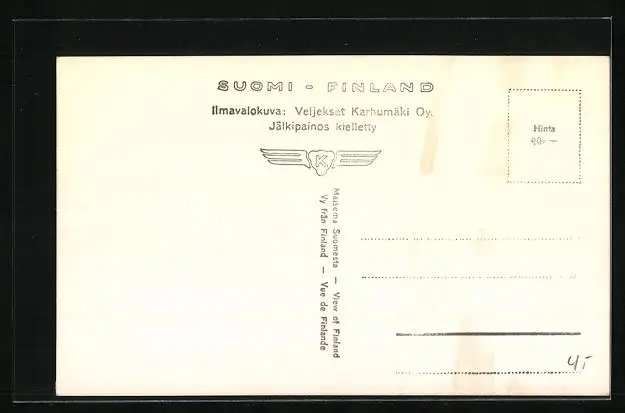 SUOMI - FINLAND
Ilmavalokuva: Veljekset Karhumäki Oy.
Jälkipainos kielletty
K
Hinta
40:—
Maisema Suomesta — View of Finland
Vy från Finland — Vue de Finlande
4,-